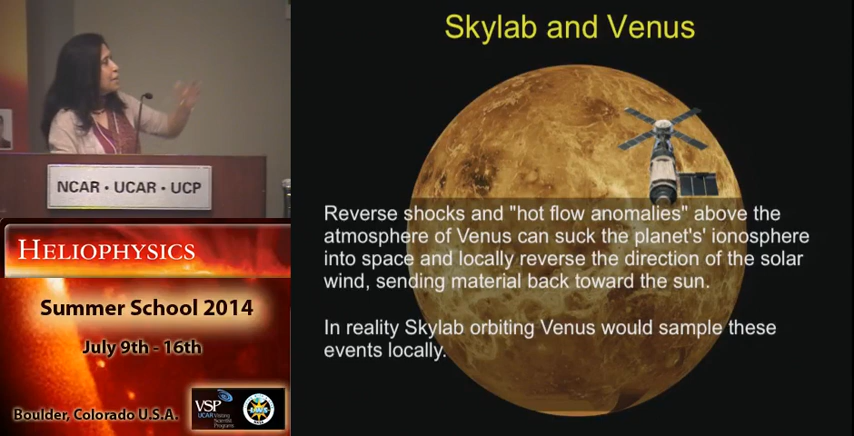 Skylab and Venus
NCAR • UCAR • UCP
Reverse shocks and "hot flow anomalies" above the
atmosphere of Venus can suck the planet's' ionosphere
into space and locally reverse the direction of the solar
wind, sending material back toward the sun.
In reality Skylab orbiting Venus would sample these
events locally.
HELIOPHYSICS
Summer School 2014
July 9th - 16th
Boulder, Colorado U.S.A.
VSP
UCAR Visiting
Scientist
Programs